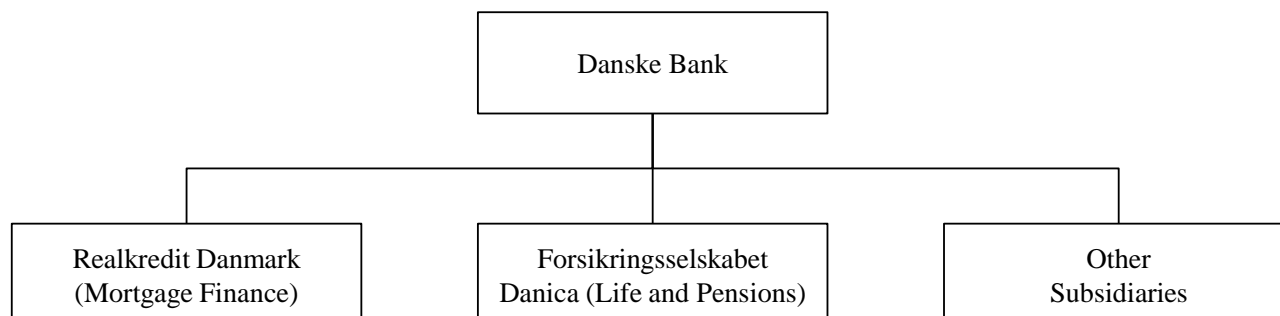 Danske Bank
Realkredit Danmark
(Mortgage Finance)
Forsikringsselskabet
Danica (Life and Pensions)
Other
Subsidiaries